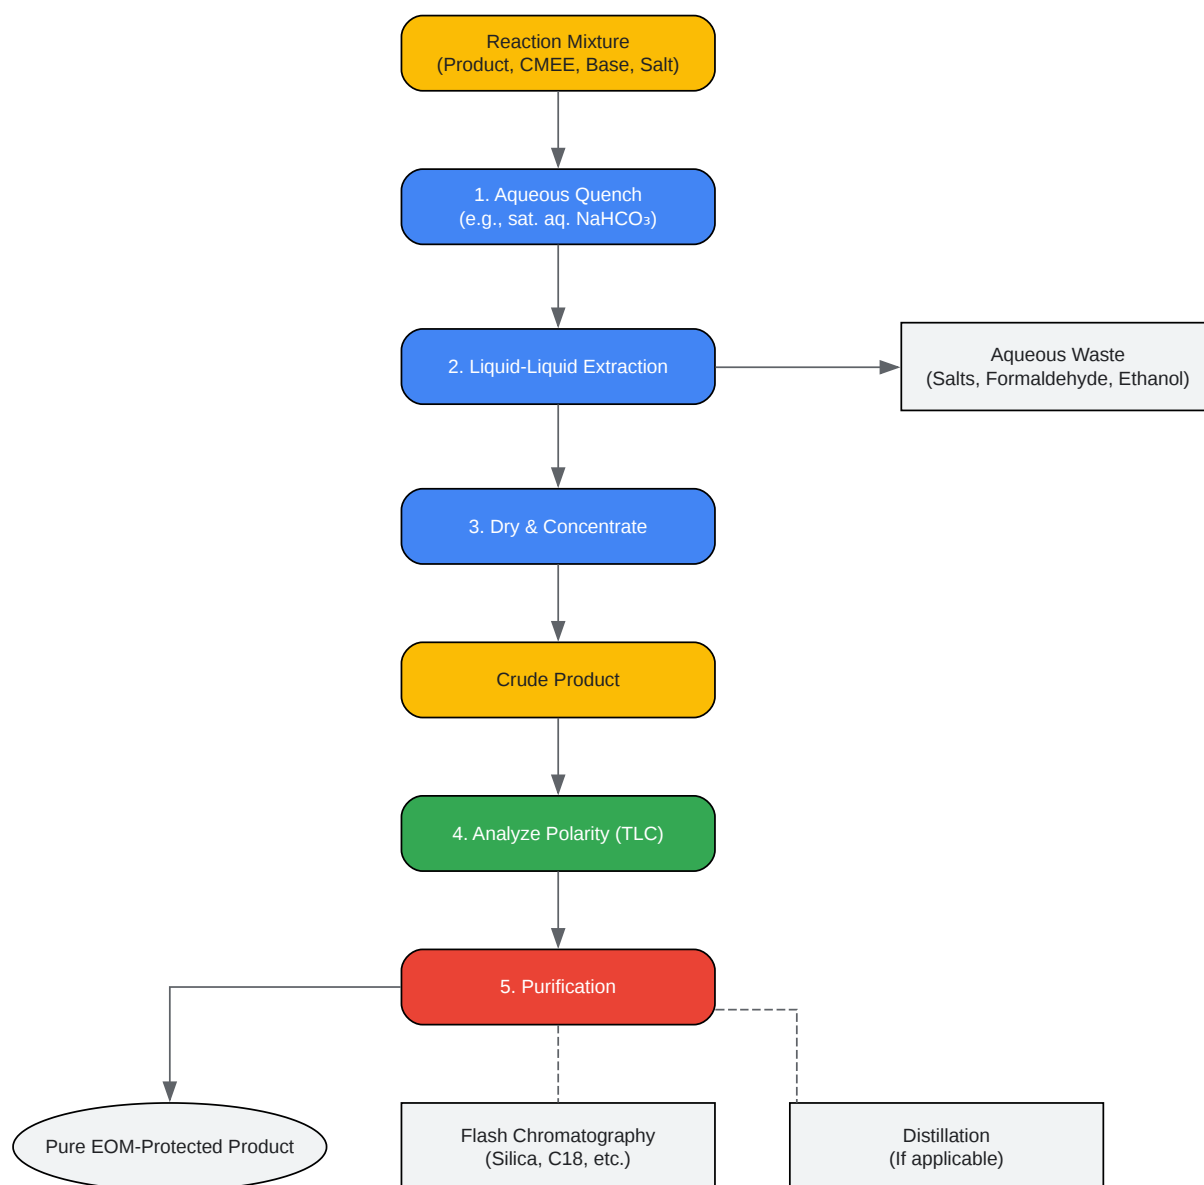 Reaction Mixture
(Product, CMEE, Base, Salt)
1. Aqueous Quench
(e.g., sat. aq. NaHCO₃)
2. Liquid-Liquid Extraction
Aqueous Waste
(Salts, Formaldehyde, Ethanol)
3. Dry & Concentrate
Crude Product
4. Analyze Polarity (TLC)
5. Purification
Pure EOM-Protected Product
Flash Chromatography
(Silica, C18, etc.)
Distillation
(If applicable)